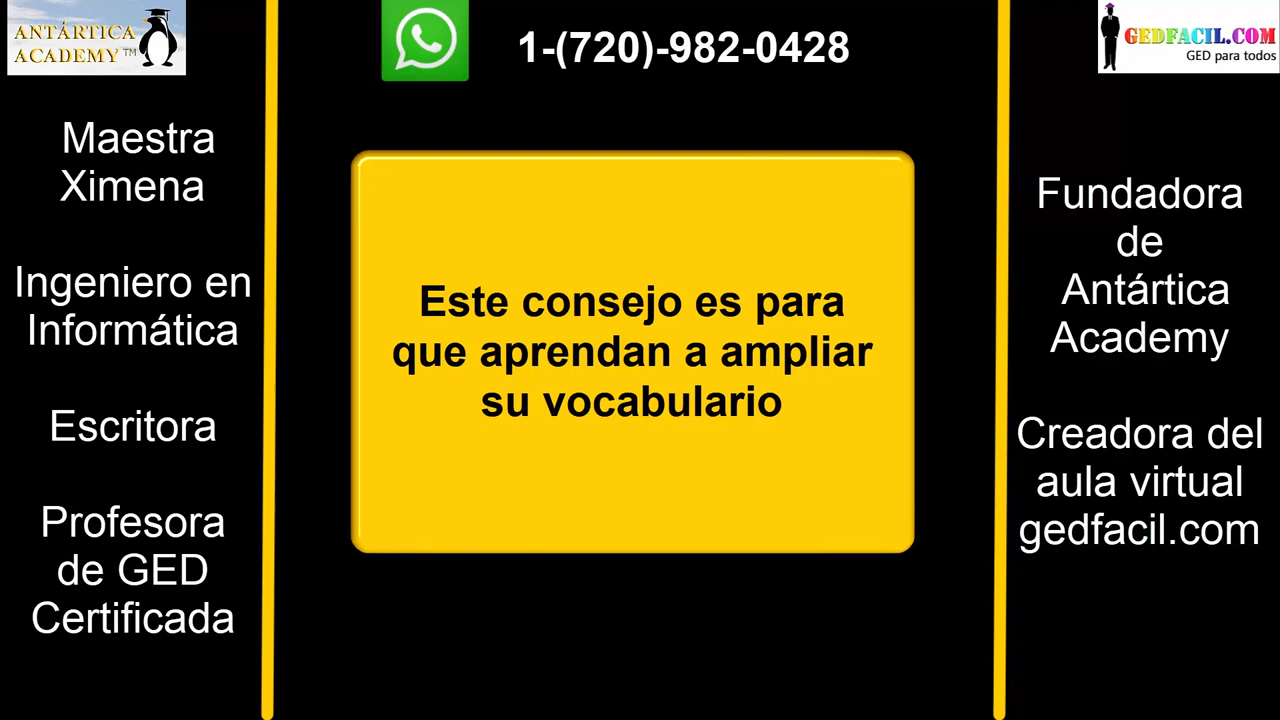 ANTÁRTICA
ACADEMY™
1-(720)-982-0428
GEDFACIL.COM
GED para todos
Maestra
Ximena
Ingeniero en
Informática
Escritora
Profesora
de GED
Certificada
Este consejo es para
que aprendan a ampliar
su vocabulario
Fundadora
de
Antártica
Academy
Creadora del
aula virtual
gedfacil.com